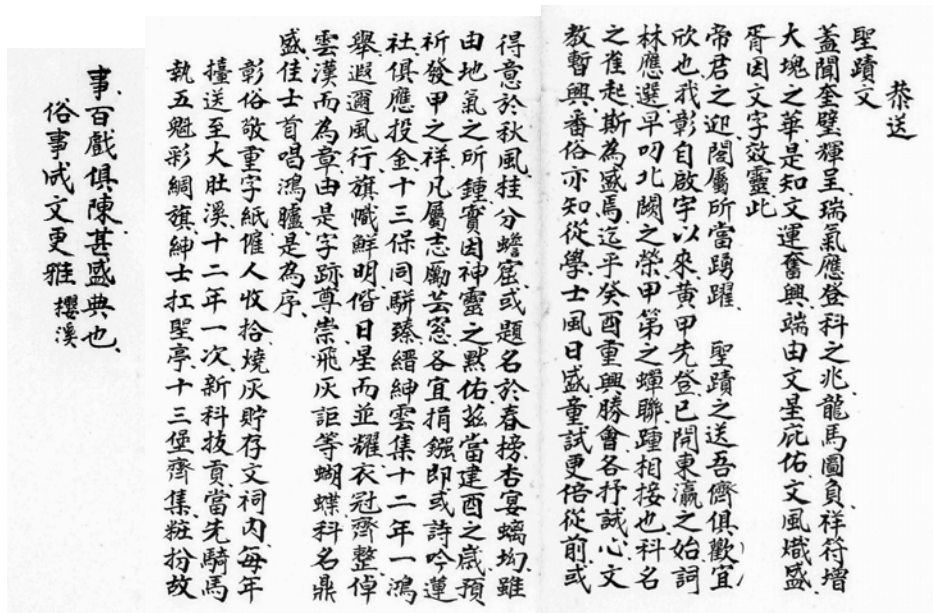 恭送
聖蹟文
蓋聞奎璧輝呈瑞氣應登科之兆龍馬圖負祥符增
大塊之華是知文運奮興端由文星庇佑文風熾盛
胥因文字效靈此
帝君之迎閤屬所當踴躍 聖蹟之送吾儕俱歡宜
欣也我彰自啟宇以來黃甲先登已開東瀛之始詞
林應選早叨北闕之榮甲第之蟬聯踵相接也科名
之雀起斯為盛焉迄乎癸酉重興勝會各抒誠心文
教暫興番俗亦知從學士風日盛童試更倍從前或
得意於秋風桂分蟾窟或題名於春榜杏宴螭坳雖
由地氣之所鍾實因神靈之默佑茲當建酉之歲預
祈發甲之祥凡屬志勵芸窓各宜捐鏹即或詩吟蓮
社俱應投金十三保同駢臻縉紳雲集十二年一鴻
舉遐邇風行旗幟鮮明偕日星而並耀衣冠齊整倬
雲漢而為章由是字跡尊崇飛灰詎等蝴蝶科名鼎
盛佳士首唱鴻臚是為序
彰俗敬重字紙催人收拾燒灰貯存文祠內每年
擡送至大肚溪十二年一次新科拔貢當先騎馬
執五魁彩綢旗紳士扛聖亭十三堡齊集粧扮故
事百戲俱陳甚盛典也
俗事成文更雅 櫻溪